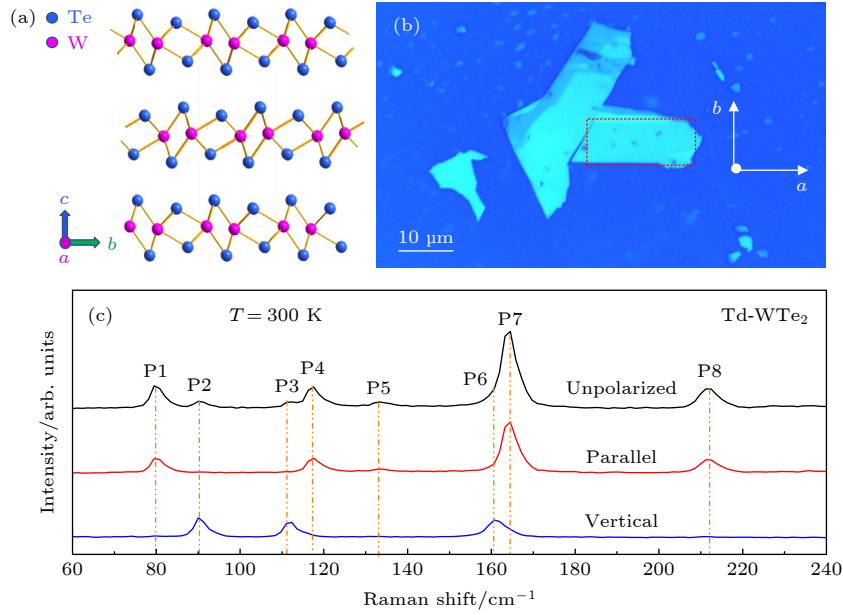 (a)
Te
W
c
b
a
(b)
b
a
10 µm
(c)
T = 300 K
Td-WTe₂
P1
P2
P3
P4
P5
P6
P7
P8
Unpolarized
Parallel
Vertical
Intensity/arb. units
60 80 100 120 140 160 180 200 220 240
Raman shift/cm⁻¹